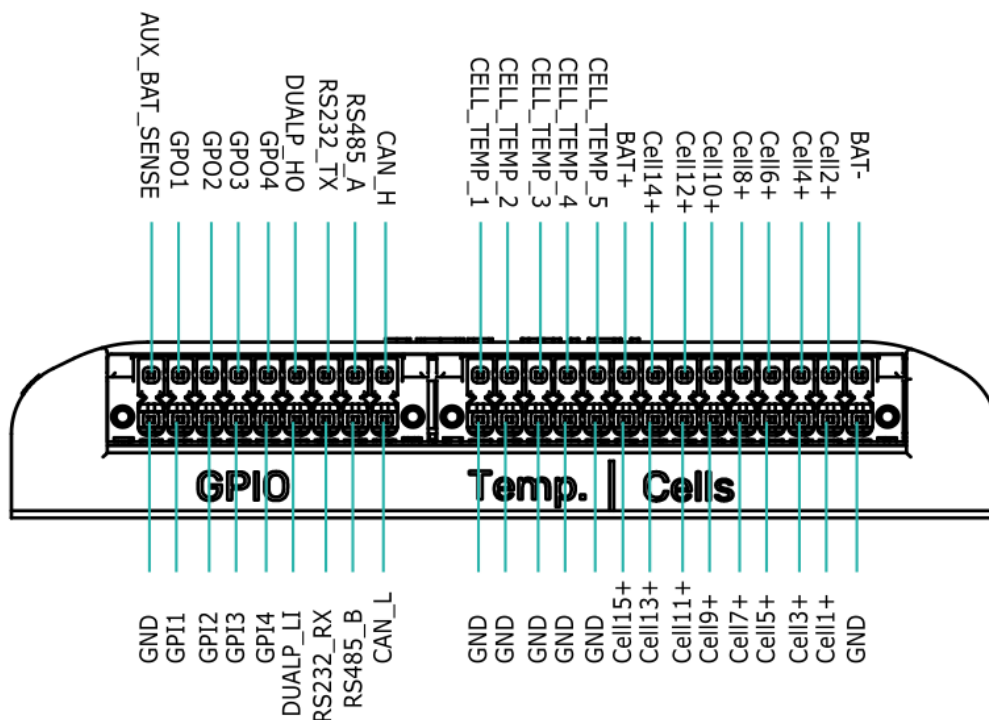 AUX_BAT_SENSE
GPO1
GPO2
GPO3
GPO4
DUALP_HO
RS232_TX
RS485_A
CAN_H
CELL_TEMP_1
CELL_TEMP_2
CELL_TEMP_3
CELL_TEMP_4
CELL_TEMP_5
BAT+
Cell14+
Cell12+
Cell10+
Cell8+
Cell6+
Cell4+
Cell2+
BAT-
GPIO
Temp. | Cells
GND
GPI1
GPI2
GPI3
GPI4
DUALP_LI
RS232_RX
RS485_B
CAN_L
GND
GND
GND
GND
GND
Cell15+
Cell13+
Cell11+
Cell9+
Cell7+
Cell5+
Cell3+
Cell1+
GND